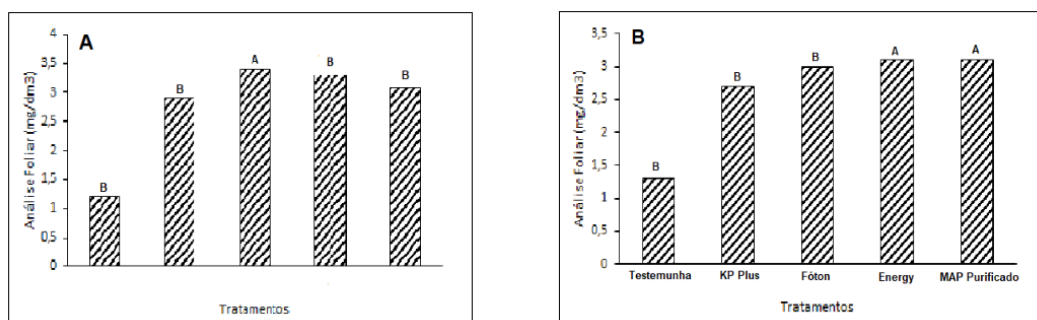 A
Análise Foliar (mg/dm3)
4
3,5
3
2,5
2
1,5
1
0,5
0
B
B
A
B
B
Tratamentos
B
Análise Foliar (mg/dm3)
3,5
3
2,5
2
1,5
1
0,5
0
B
B
B
A
A
Testemunha KP Plus Fóton Energy MAP Purificado
Tratamentos